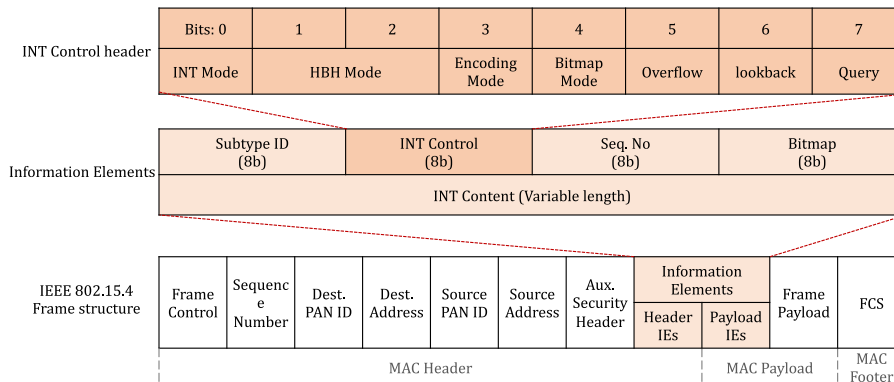 Bits: 0 1 2 3 4 5 6 7
INT Control header
INT Mode HBH Mode Encoding Mode Bitmap Mode Overflow lookback Query
Information Elements
Subtype ID INT Control Seq. No Bitmap
(8b) (8b) (8b) (8b)
INT Content (Variable length)
IEEE 802.15.4
Frame structure
Frame
Control
Sequenc
e
Number
Dest.
PAN ID
Dest.
Address
Source
PAN ID
Source
Address
Aux.
Security
Header
Information
Elements
Header
IEs
Payload
IEs
Frame
Payload
FCS
MAC Header
MAC Payload
MAC
Footer